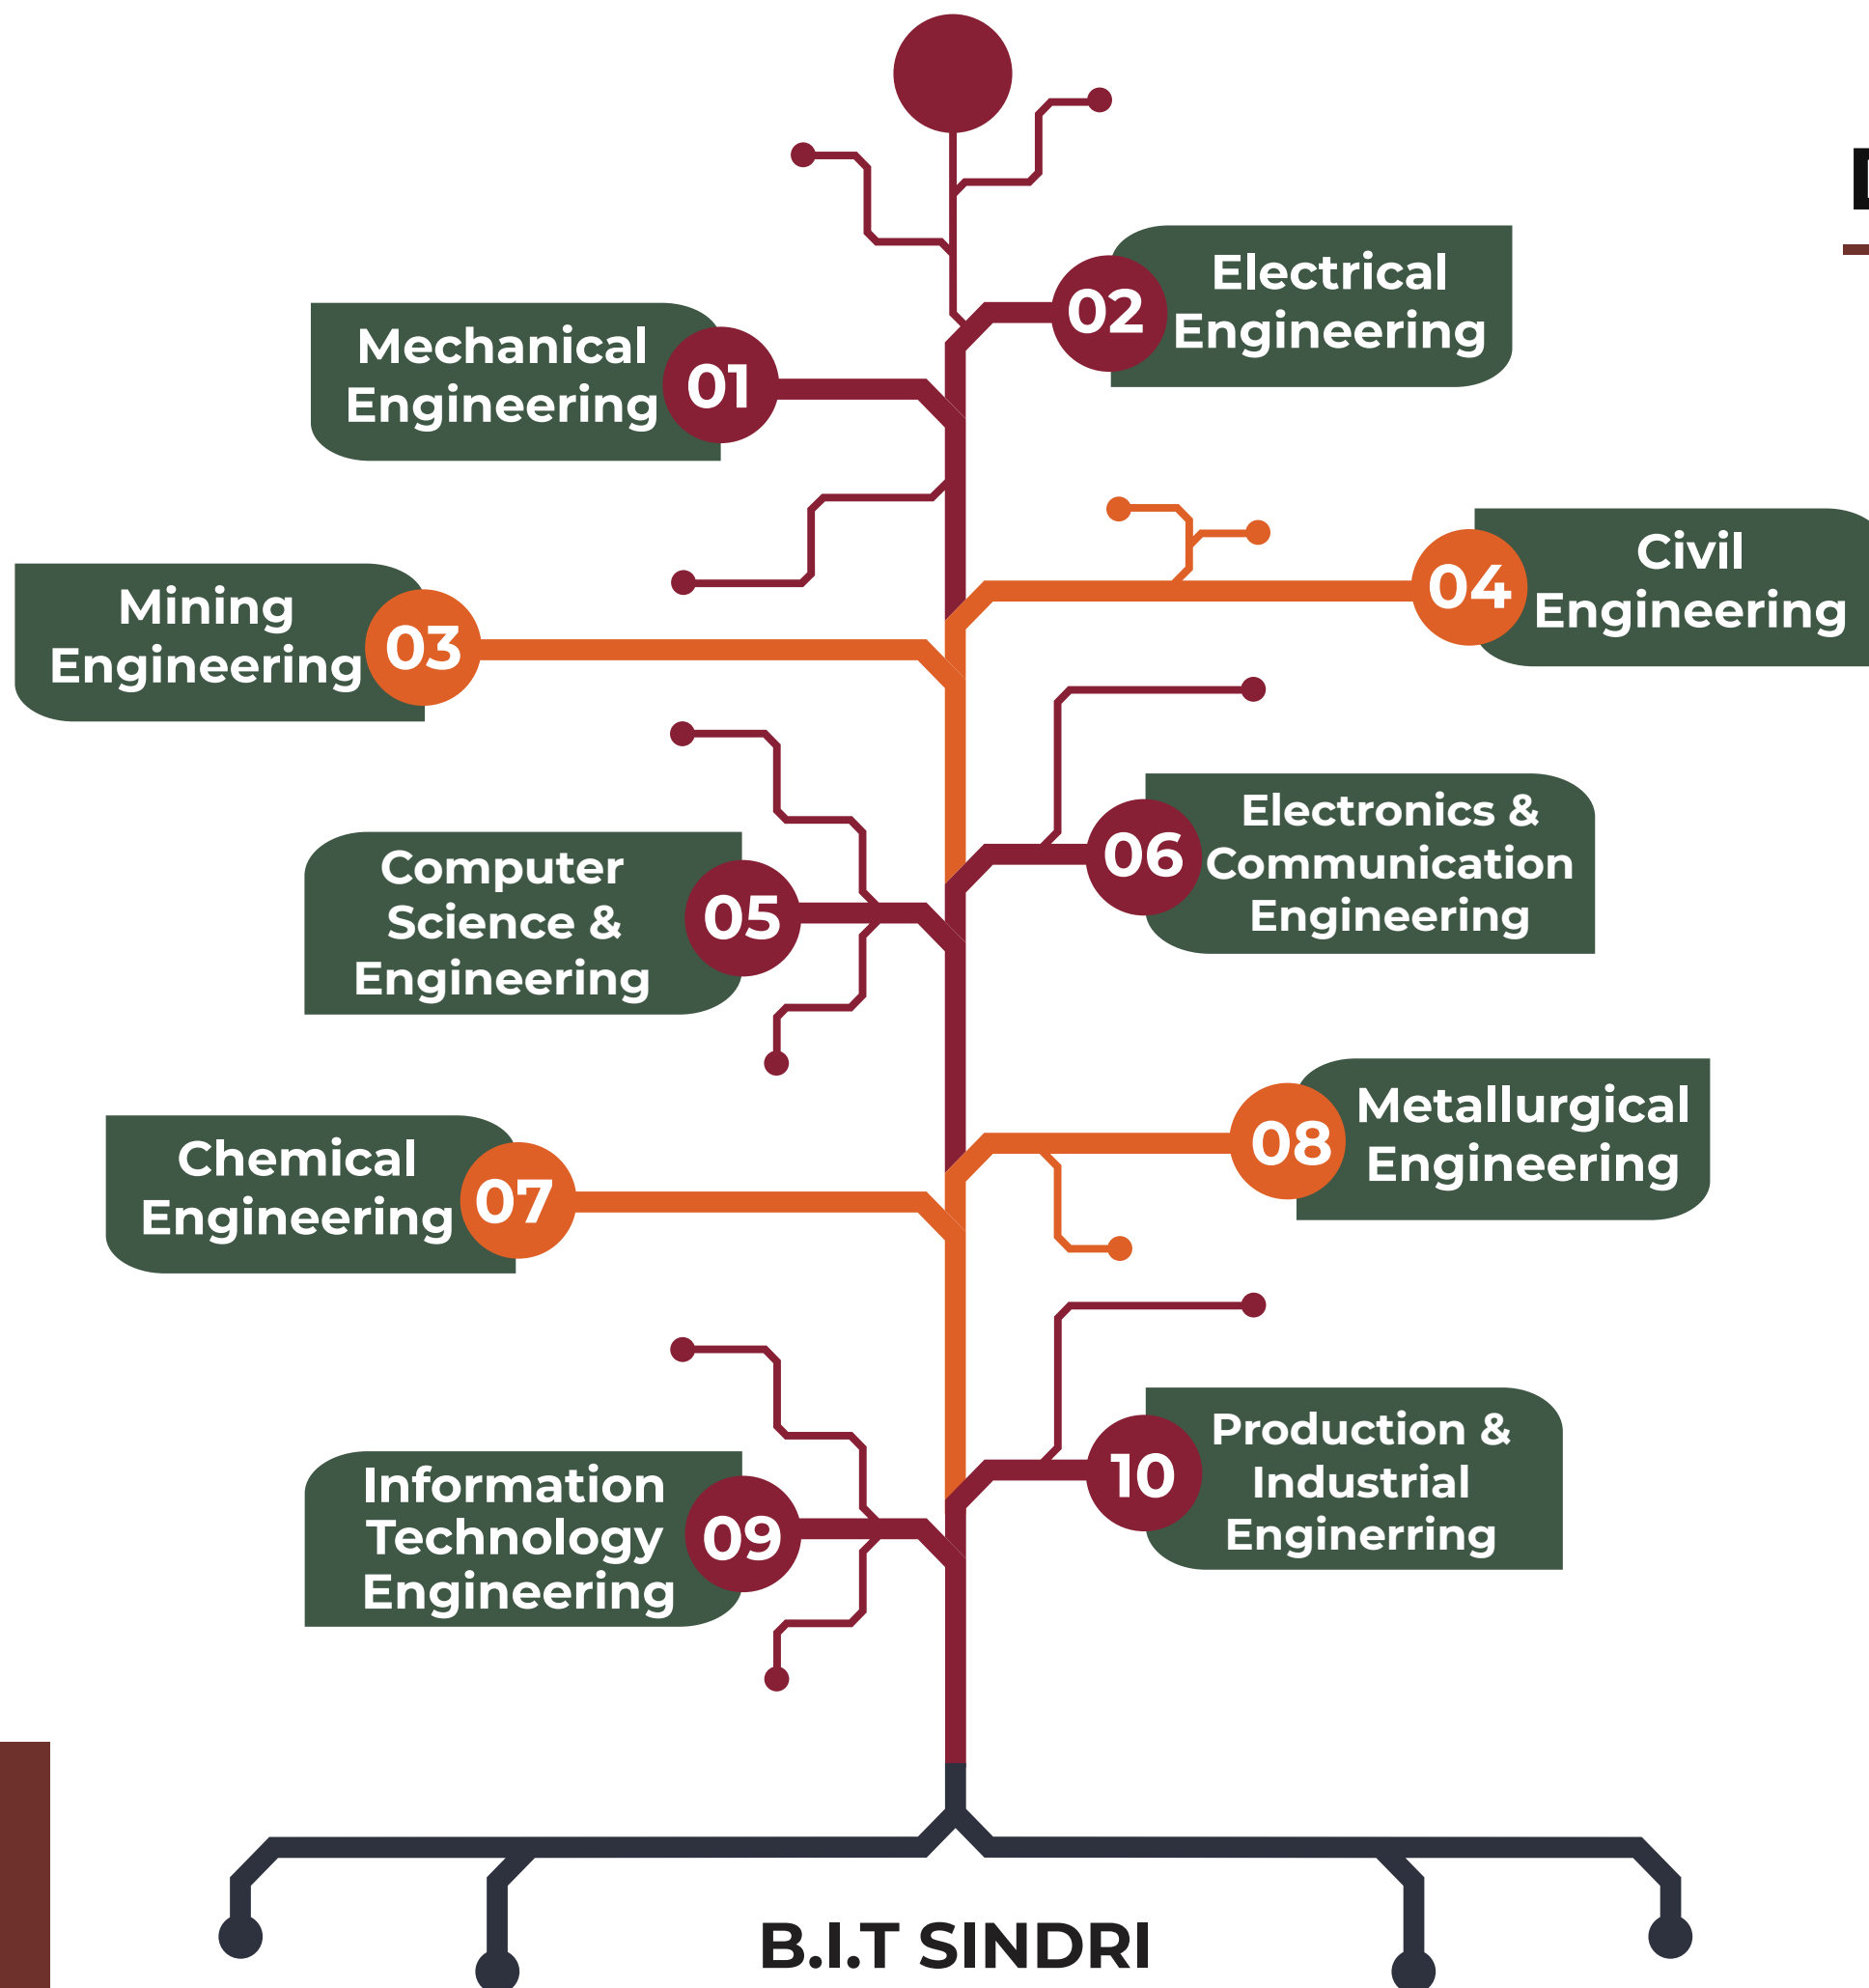 02
Electrical
Engineering
Mechanical
Engineering
01
04
Civil
Engineering
Mining
Engineering
03
06
Electronics &
Communication
Engineering
Computer
Science &
Engineering
05
08
Metallurgical
Engineering
Chemical
Engineering
07
10
Production &
Industrial
Enginerring
Information
Technology
Engineering
09
B.I.T SINDRI